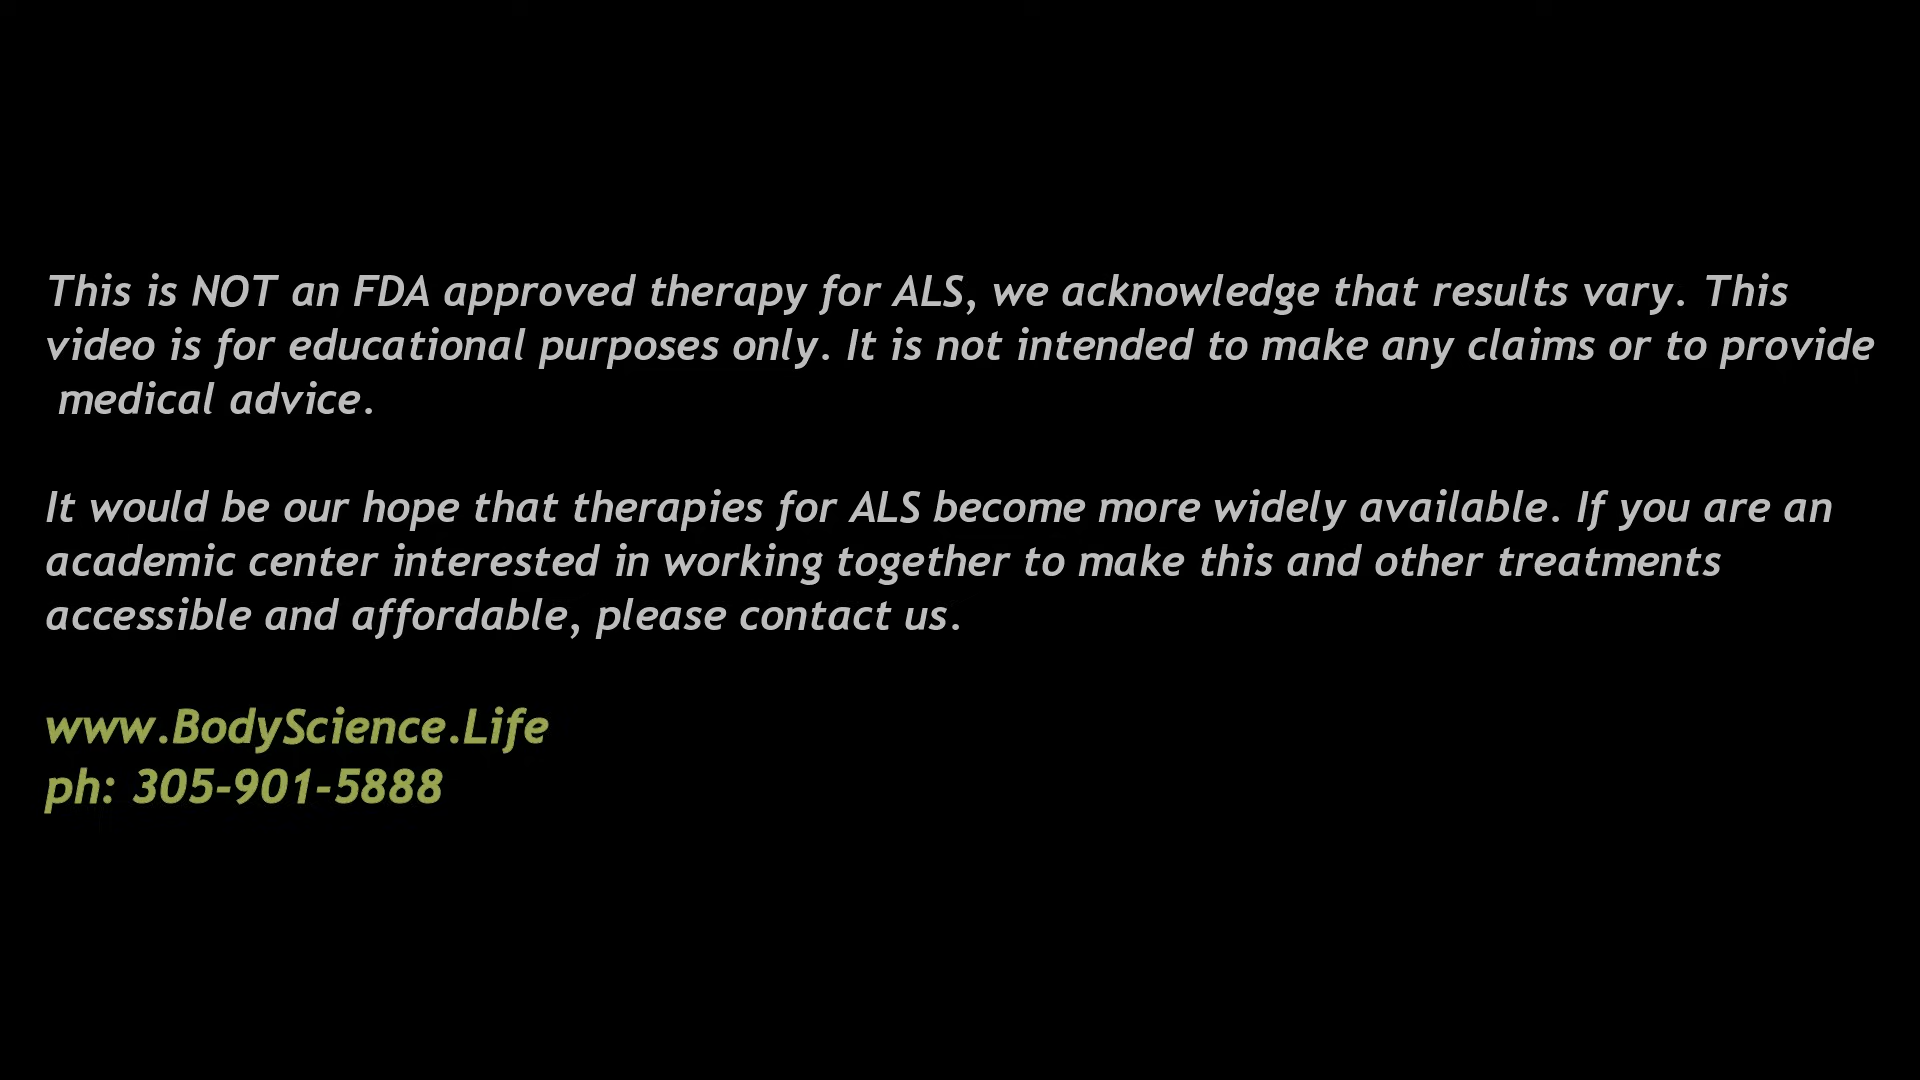 This is NOT an FDA approved therapy for ALS, we acknowledge that results vary. This
video is for educational purposes only. It is not intended to make any claims or to provide
medical advice.
It would be our hope that therapies for ALS become more widely available. If you are an
academic center interested in working together to make this and other treatments
accessible and affordable, please contact us.
www.BodyScience.Life
ph: 305-901-5888